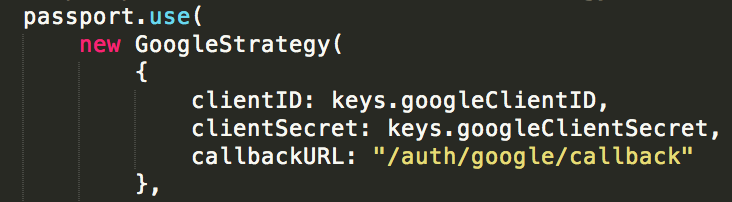 passport.use(
new GoogleStrategy(
{
clientID: keys.googleClientID,
clientSecret: keys.googleClientSecret,
callbackURL: "/auth/google/callback"
},